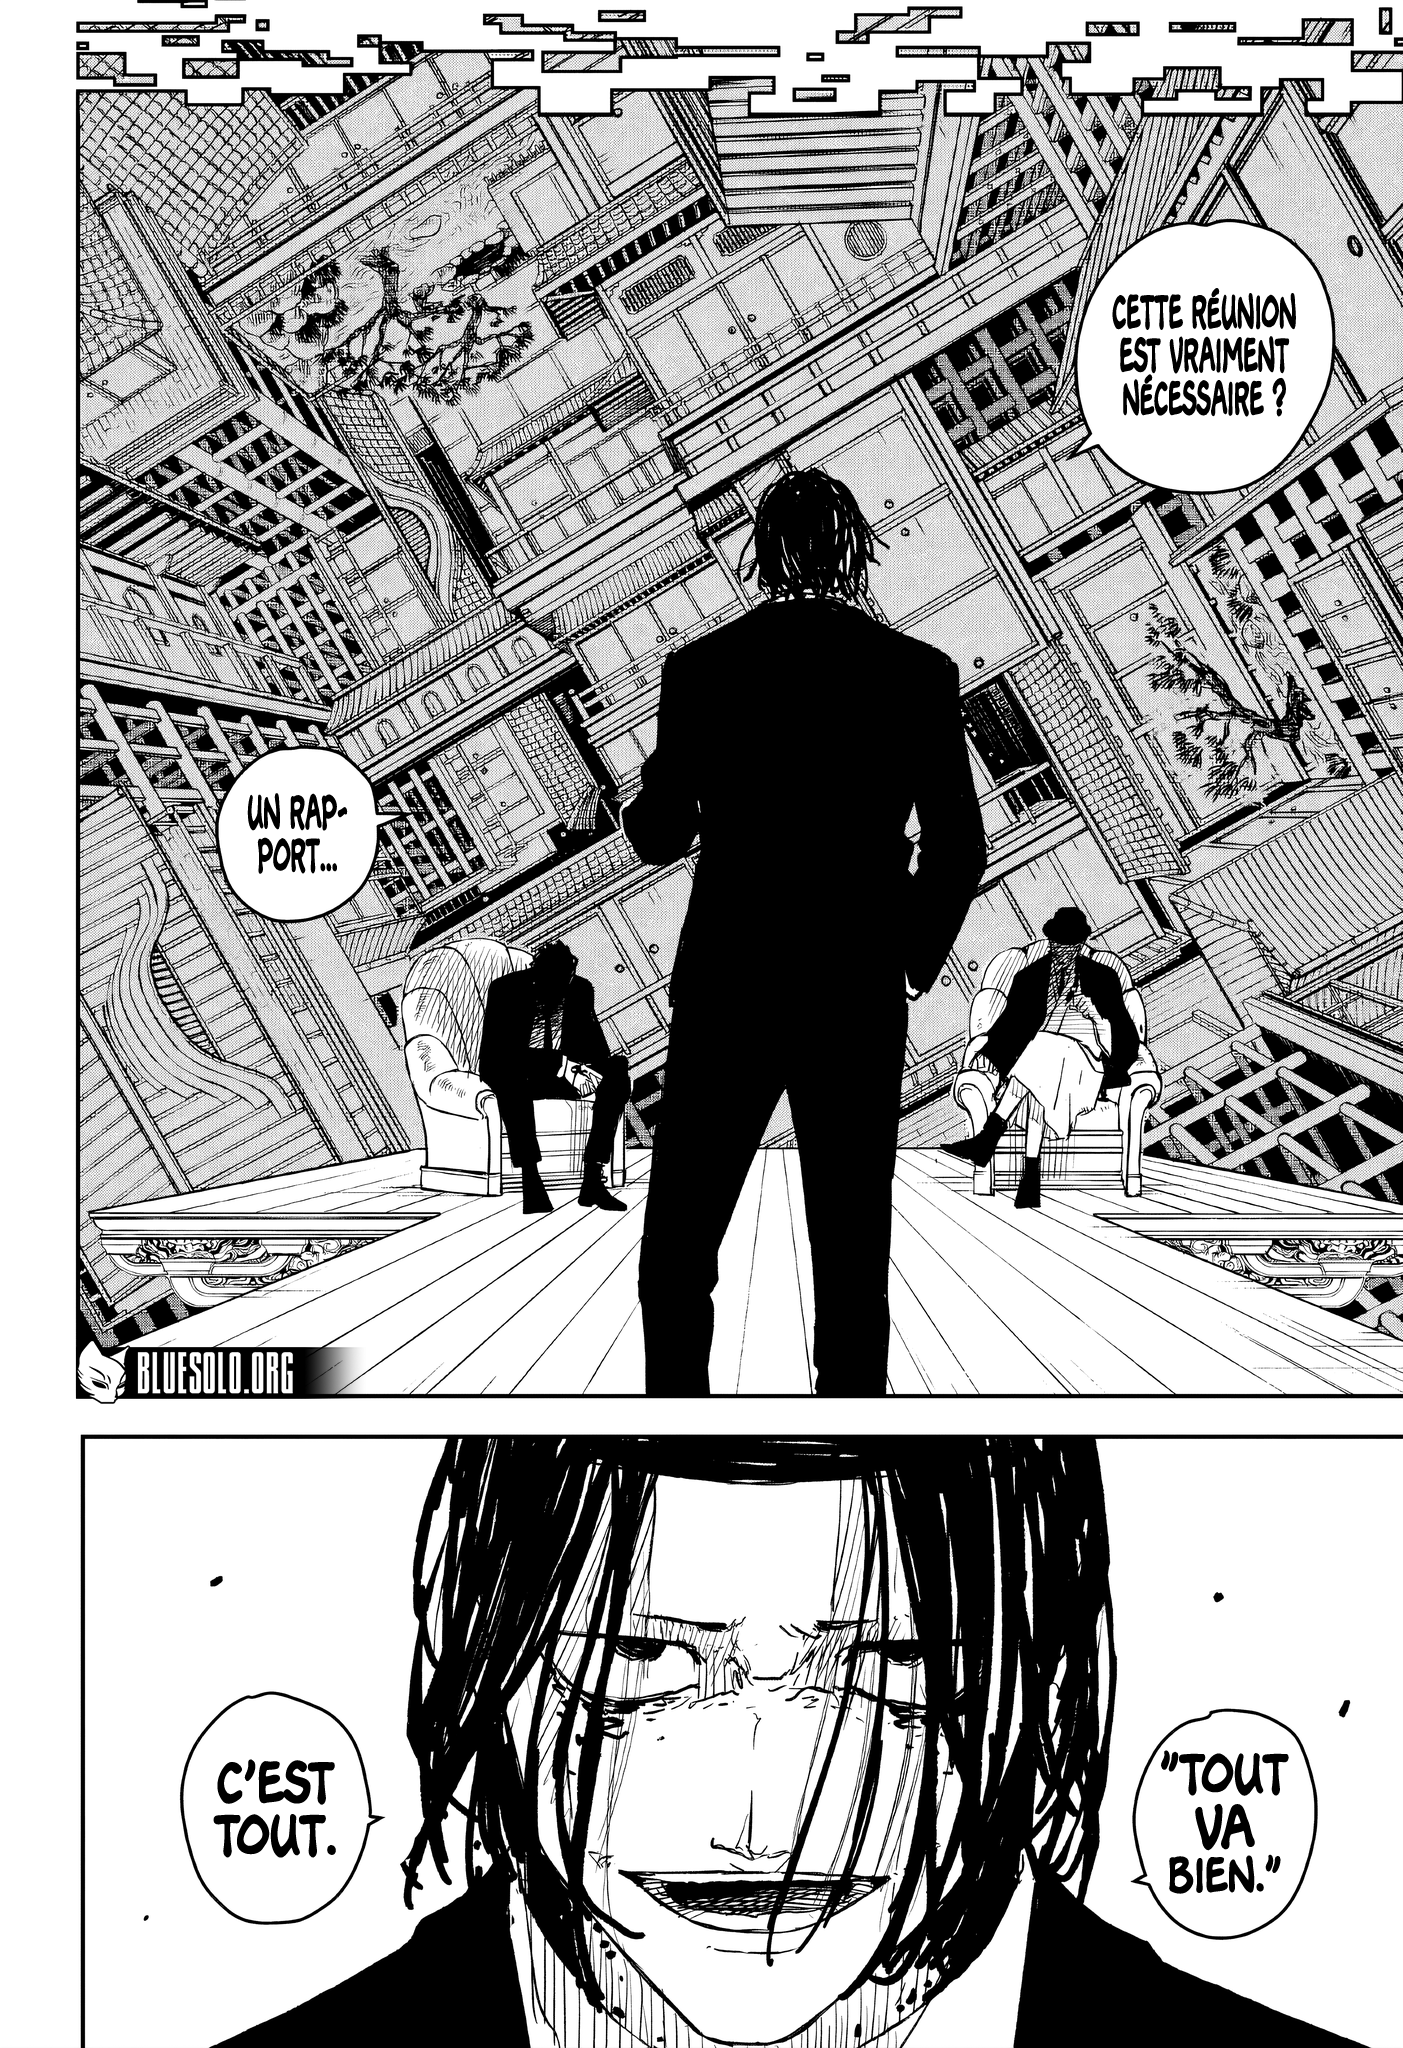 CETTE RÉUNION
EST VRAIMENT
NÉCESSAIRE ?
UN RAP-
PORT...
BLUESOLO.ORG
"TOUT
VA
BIEN."
C'EST
TOUT.